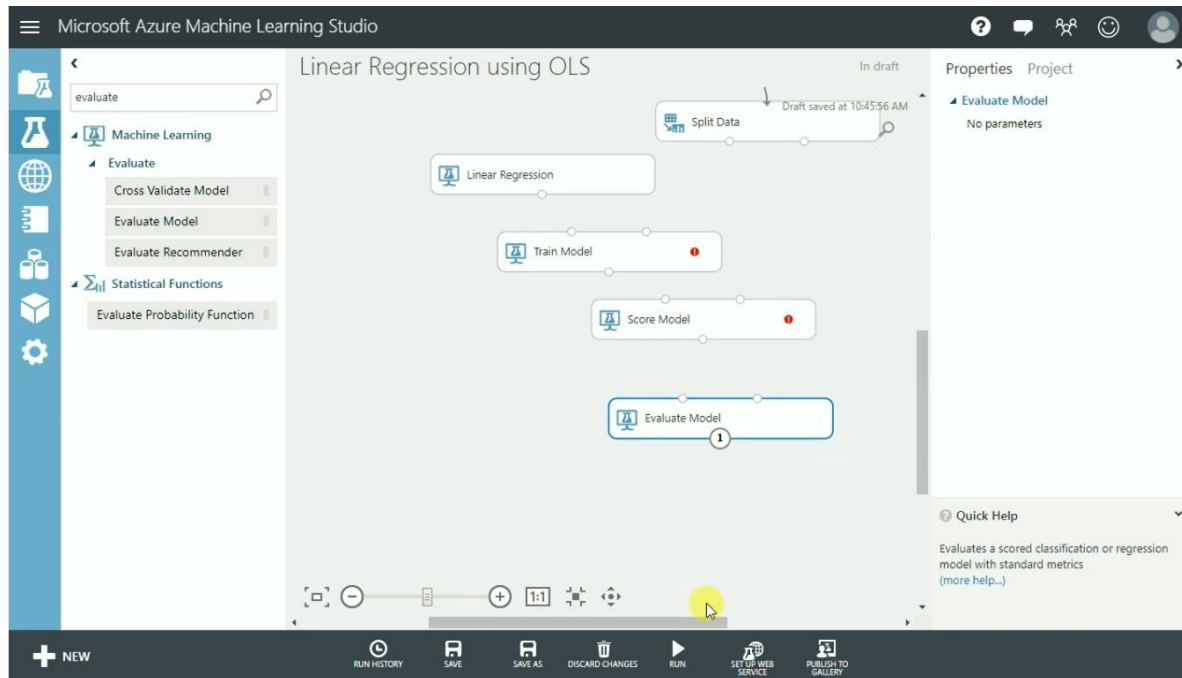 Microsoft Azure Machine Learning Studio
?
evaluate
Machine Learning
Evaluate
Cross Validate Model
Evaluate Model
Evaluate Recommender
Statistical Functions
Evaluate Probability Function
Linear Regression using OLS
In draft
Draft saved at 10:45:56 AM
Split Data
Linear Regression
Train Model
Score Model
Evaluate Model
1
1:1
Properties Project
Evaluate Model
No parameters
Quick Help
Evaluates a scored classification or regression
model with standard metrics
(more help...)
NEW
RUN HISTORY
SAVE
SAVE AS
DISCARD CHANGES
RUN
SET UP WEB
SERVICE
PUBLISH TO
GALLERY